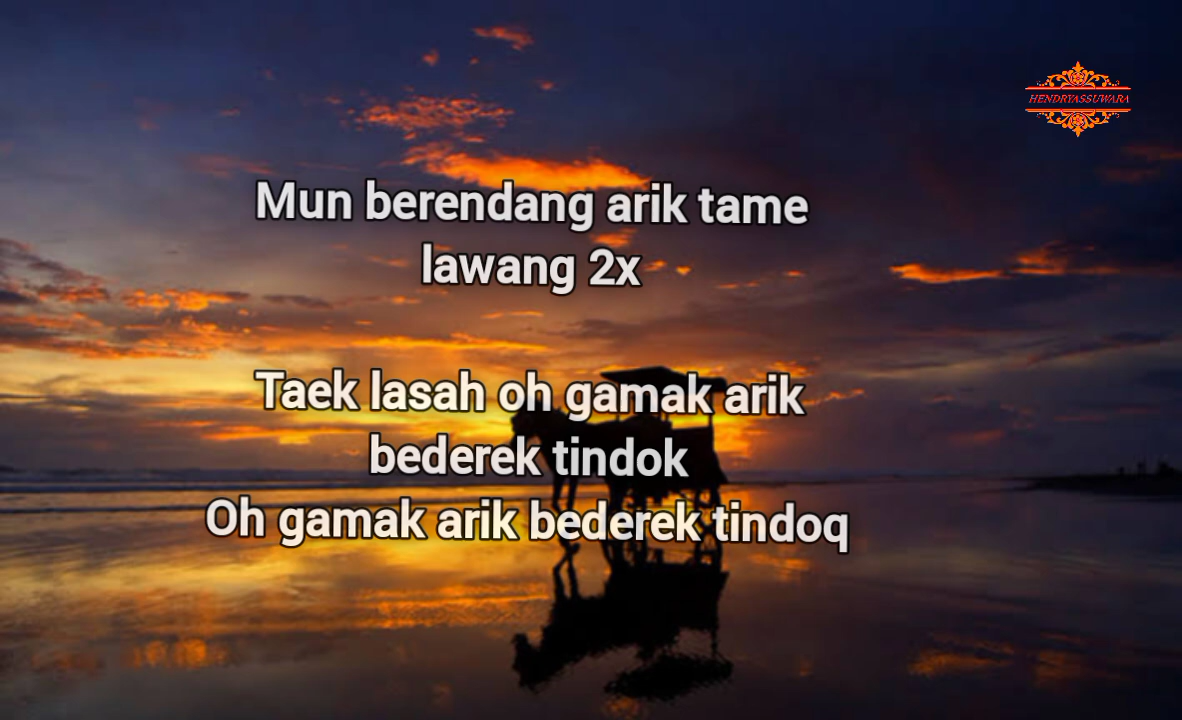 HENDRYASSUWARA
Mun berendang arik tame
lawang 2x
Taek lasah oh gamak arik
bederek tindok
Oh gamak arik bederek tindoq